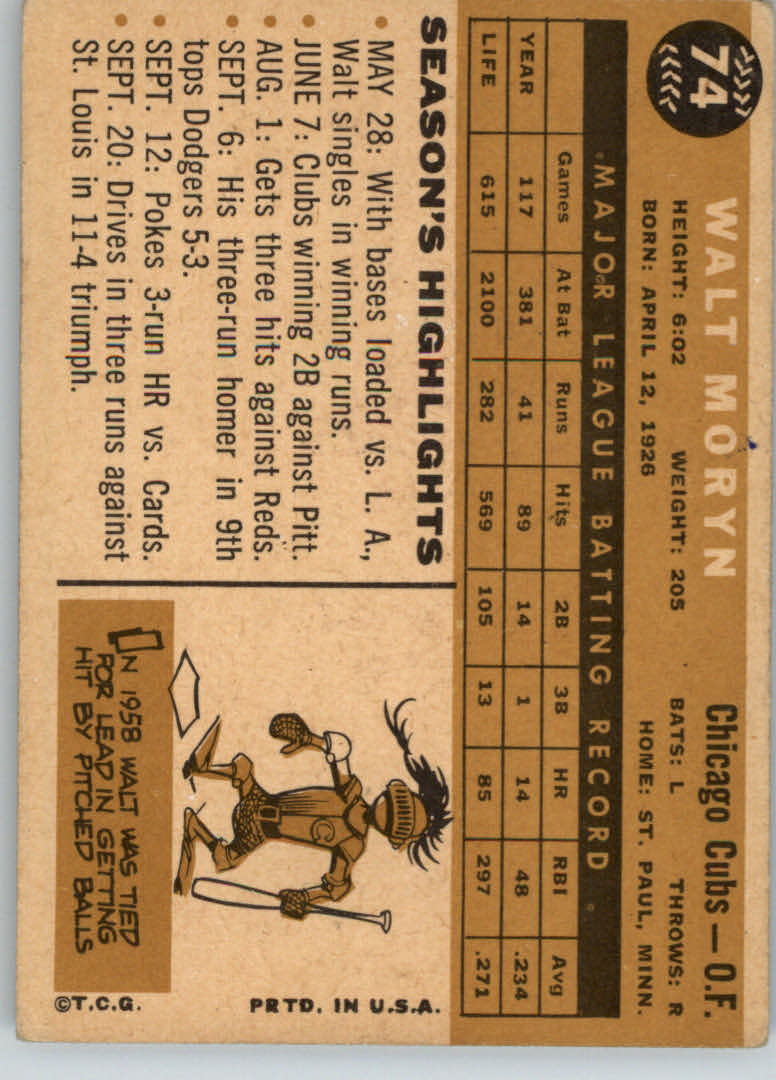 74
WALT MORYN
Chicago Cubs — O.F.
HEIGHT: 6:02 WEIGHT: 205 BATS: L THROWS: R
BORN: APRIL 12, 1926 HOME: ST. PAUL, MINN.
MAJOR LEAGUE BATTING RECORD
Games At Bat Runs Hits 2B 3B HR RBI Avg
YEAR 117 381 41 89 14 1 14 48 .234
LIFE 615 2100 282 569 105 13 85 297 .271
SEASON'S HIGHLIGHTS
• MAY 28: With bases loaded vs. L. A.,
Walt singles in winning runs.
• JUNE 7: Clubs winning 2B against Pitt.
• AUG. 1: Gets three hits against Reds.
• SEPT. 6: His three-run homer in 9th
tops Dodgers 5-3.
• SEPT. 12: Pokes 3-run HR vs. Cards.
• SEPT. 20: Drives in three runs against
St. Louis in 11-4 triumph.
C
IN 1958 WALT WAS TIED
FOR LEAD IN GETTING
HIT BY PITCHED BALLS
©T.C.G.
PRTD. IN U.S.A.